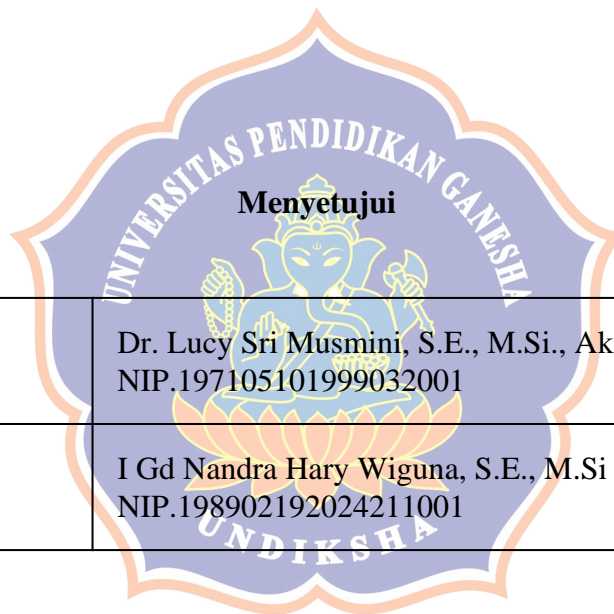 UNIVERSITAS PENDIDIKAN GANESHA
Menyetujui
Dr. Lucy Sri Musmini, S.E., M.Si., Ak
NIP.197105101999032001
I Gd Nandra Hary Wiguna, S.E., M.Si
NIP.198902192024211001
UNDIKSHA